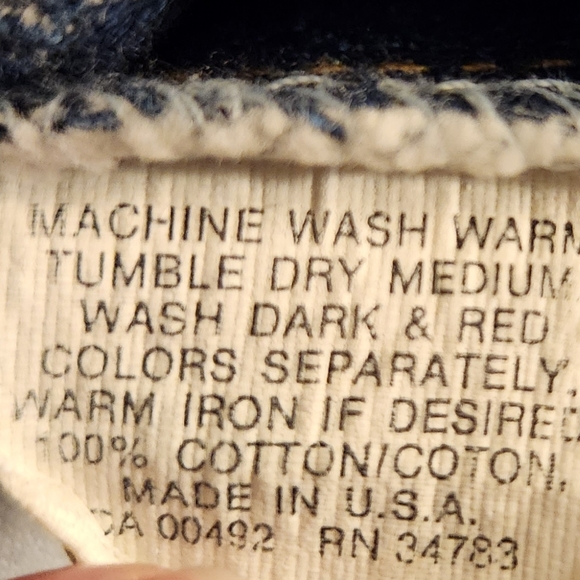 MACHINE WASH WARM
TUMBLE DRY MEDIUM
WASH DARK & RED
COLORS SEPARATELY.
WARM IRON IF DESIRED
100% COTTON/COTON.
MADE IN U.S.A.
CA 00492 RN 34783